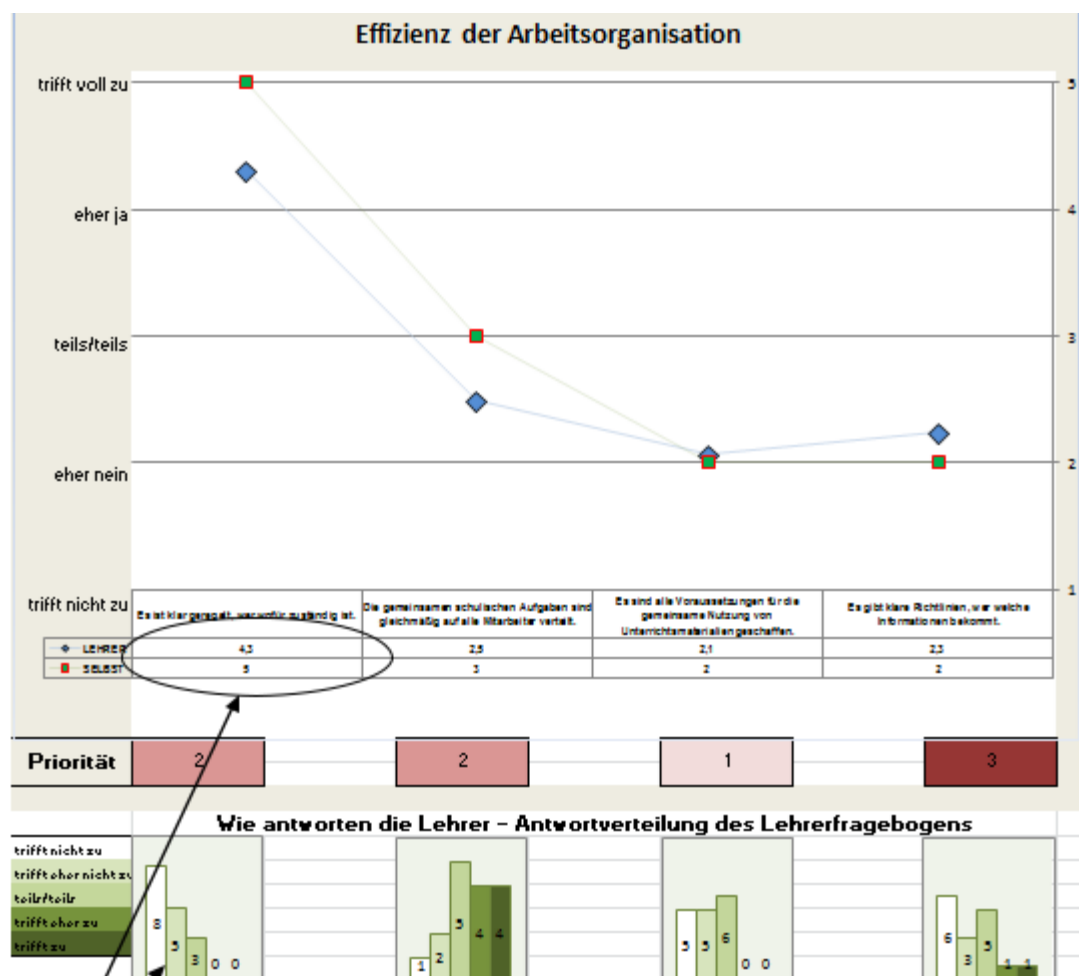 Effizienz der Arbeitsorganisation
trifft voll zu
5
eher ja
4
teils/teils
3
eher nein
2
trifft nicht zu
1
Es ist klar geregelt, wer wofür zuständig ist.
Die gemeinsamen schulischen Aufgaben sind
gleichmäßig auf alle Mitarbeiter verteilt.
Es sind alle Voraussetzungen für die
gemeinsame Nutzung von
Unterrichtsmaterialien geschaffen.
Es gibt klare Richtlinien, wer welche
Informationen bekommt.
LEHRER 4,3 2,5 2,1 2,3
SELBST 5 3 2 2
Priorität 2 2 1 3
Wie antworten die Lehrer - Antwortverteilung des Lehrerfragebogens
trifft nicht zu
trifft eher nicht zu
teils/teils
trifft eher zu
trifft zu
8 5 3 0 0
1 2 5 4 4
5 5 6 0 0
6 3 5 1 1